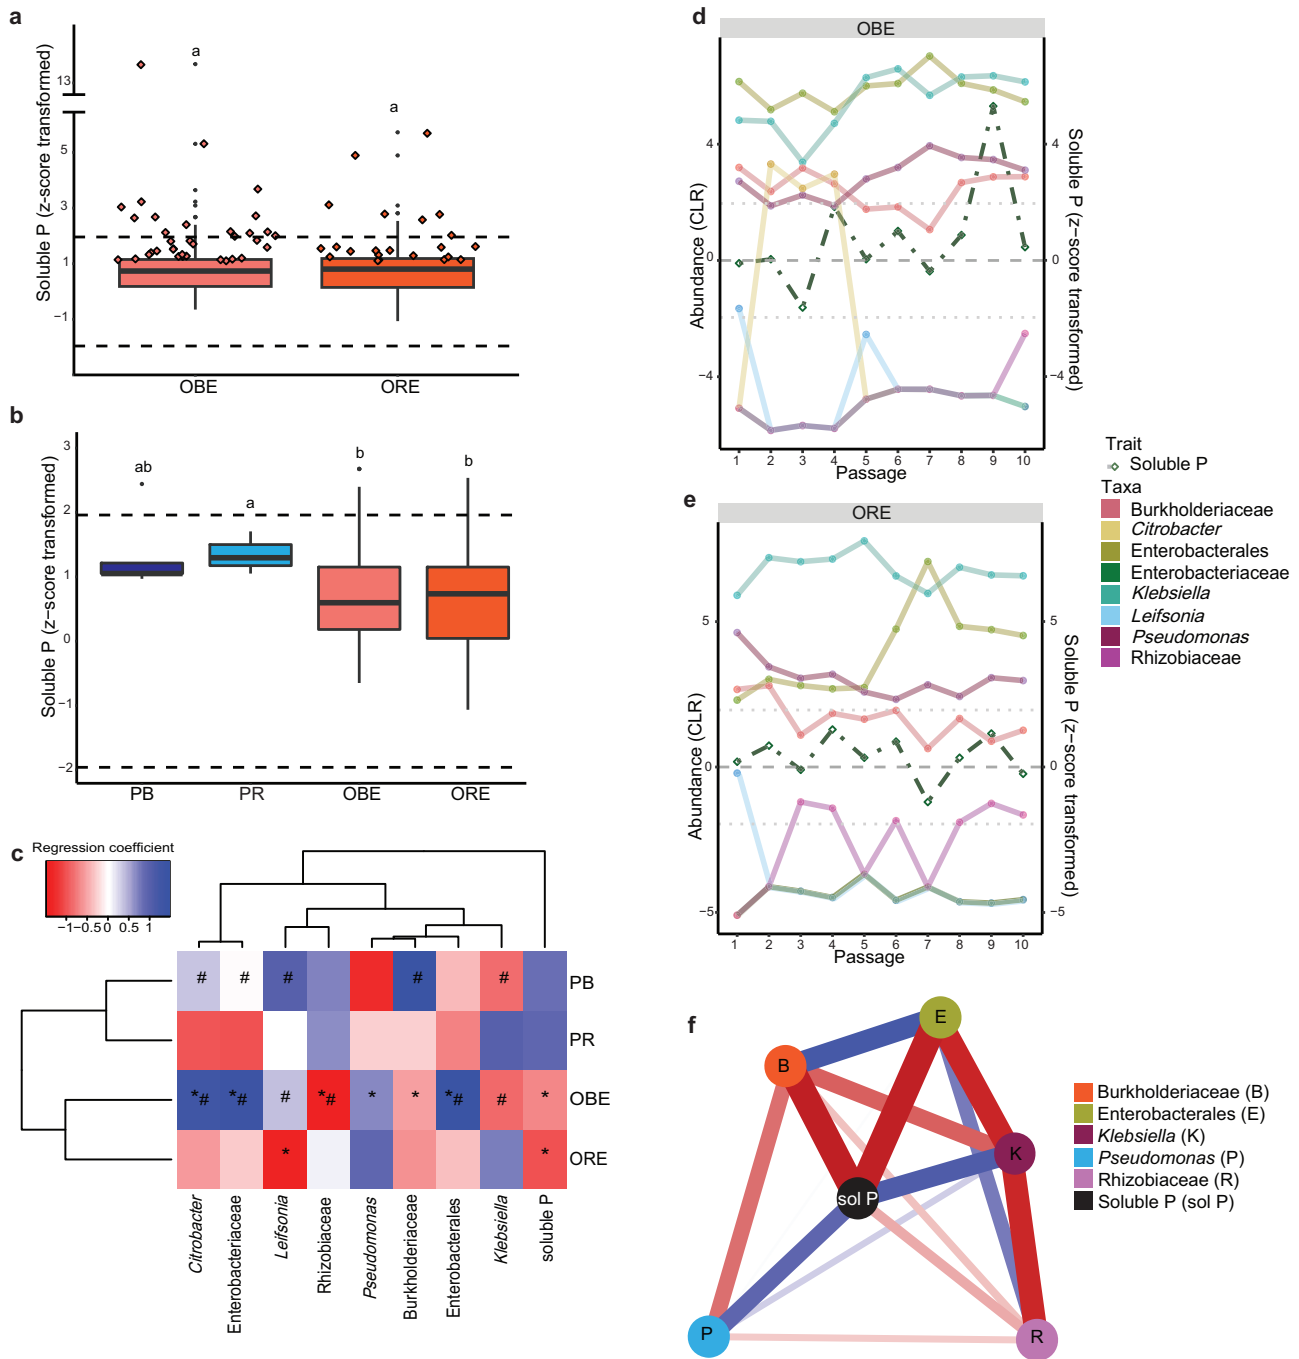 a
Soluble P (z−score transformed)
13
5
3
1
−1
a
a
OBE
ORE
b
Soluble P (z−score transformed)
3
2
1
0
−1
−2
ab
a
b
b
PB
PR
OBE
ORE
c
Regression coefficient
−1 −0.5 0 0.5 1
# # # # # PB
PR
*# *# # *# * * *# # * OBE
* * ORE
Citrobacter
Enterobacteriaceae
Leifsonia
Rhizobiaceae
Pseudomonas
Burkholderiaceae
Enterobacterales
Klebsiella
soluble P
d
OBE
Abundance (CLR)
4
0
−4
Soluble P (z−score transformed)
4
0
−4
1 2 3 4 5 6 7 8 9 10
Passage
e
ORE
Abundance (CLR)
5
0
−5
Soluble P (z−score transformed)
5
0
−5
1 2 3 4 5 6 7 8 9 10
Passage
Trait
Soluble P
Taxa
Burkholderiaceae
Citrobacter
Enterobacterales
Enterobacteriaceae
Klebsiella
Leifsonia
Pseudomonas
Rhizobiaceae
f
E
B
K
sol P
P
R
Burkholderiaceae (B)
Enterobacterales (E)
Klebsiella (K)
Pseudomonas (P)
Rhizobiaceae (R)
Soluble P (sol P)